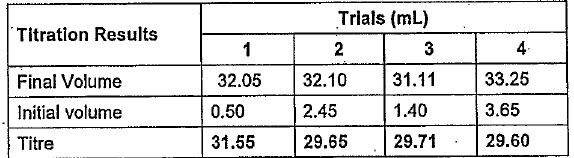 Titration Results Trials (mL)
1 2 3 4
Final Volume 32.05 32.10 31.11 33.25
Initial volume 0.50 2.45 1.40 3.65
Titre 31.55 29.65 29.71 29.60